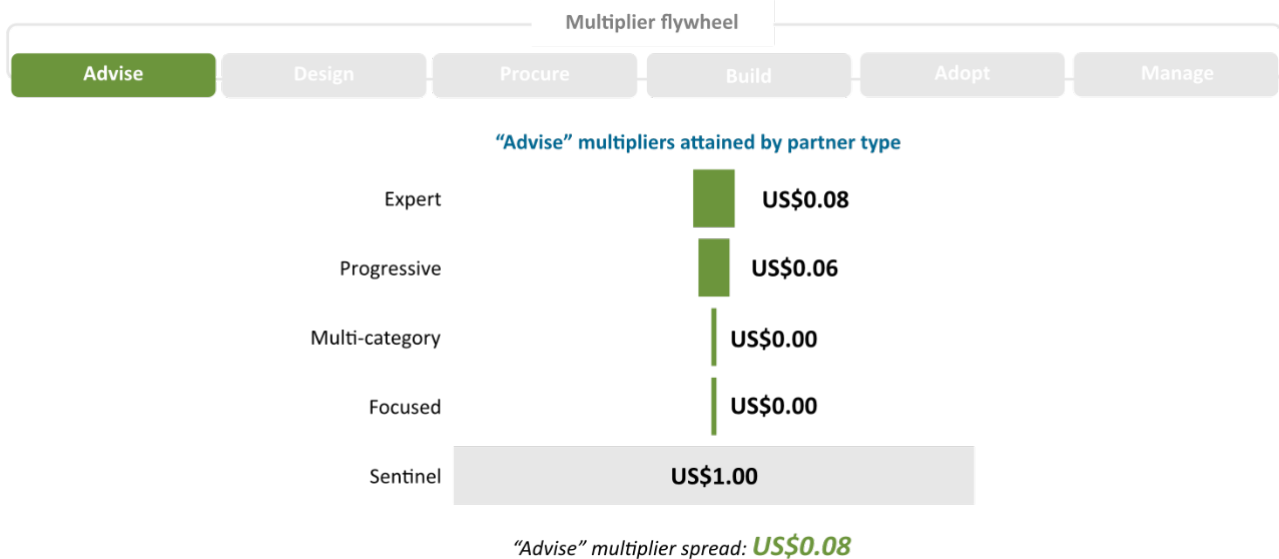 Multiplier flywheel
Advise Design Procure Build Adopt Manage
“Advise” multipliers attained by partner type
Expert US$0.08
Progressive US$0.06
Multi-category US$0.00
Focused US$0.00
Sentinel US$1.00
“Advise” multiplier spread: US$0.08